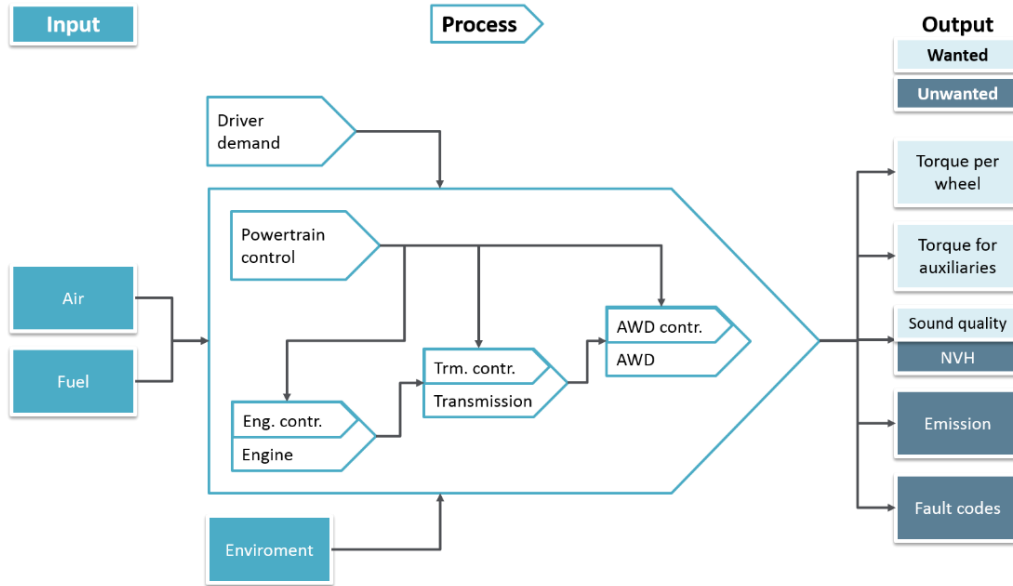 Input
Process
Output
Wanted
Unwanted
Driver
demand
Powertrain
control
Air
Fuel
Eng. contr.
Engine
Trm. contr.
Transmission
AWD contr.
AWD
Enviroment
Torque per
wheel
Torque for
auxiliaries
Sound quality
NVH
Emission
Fault codes